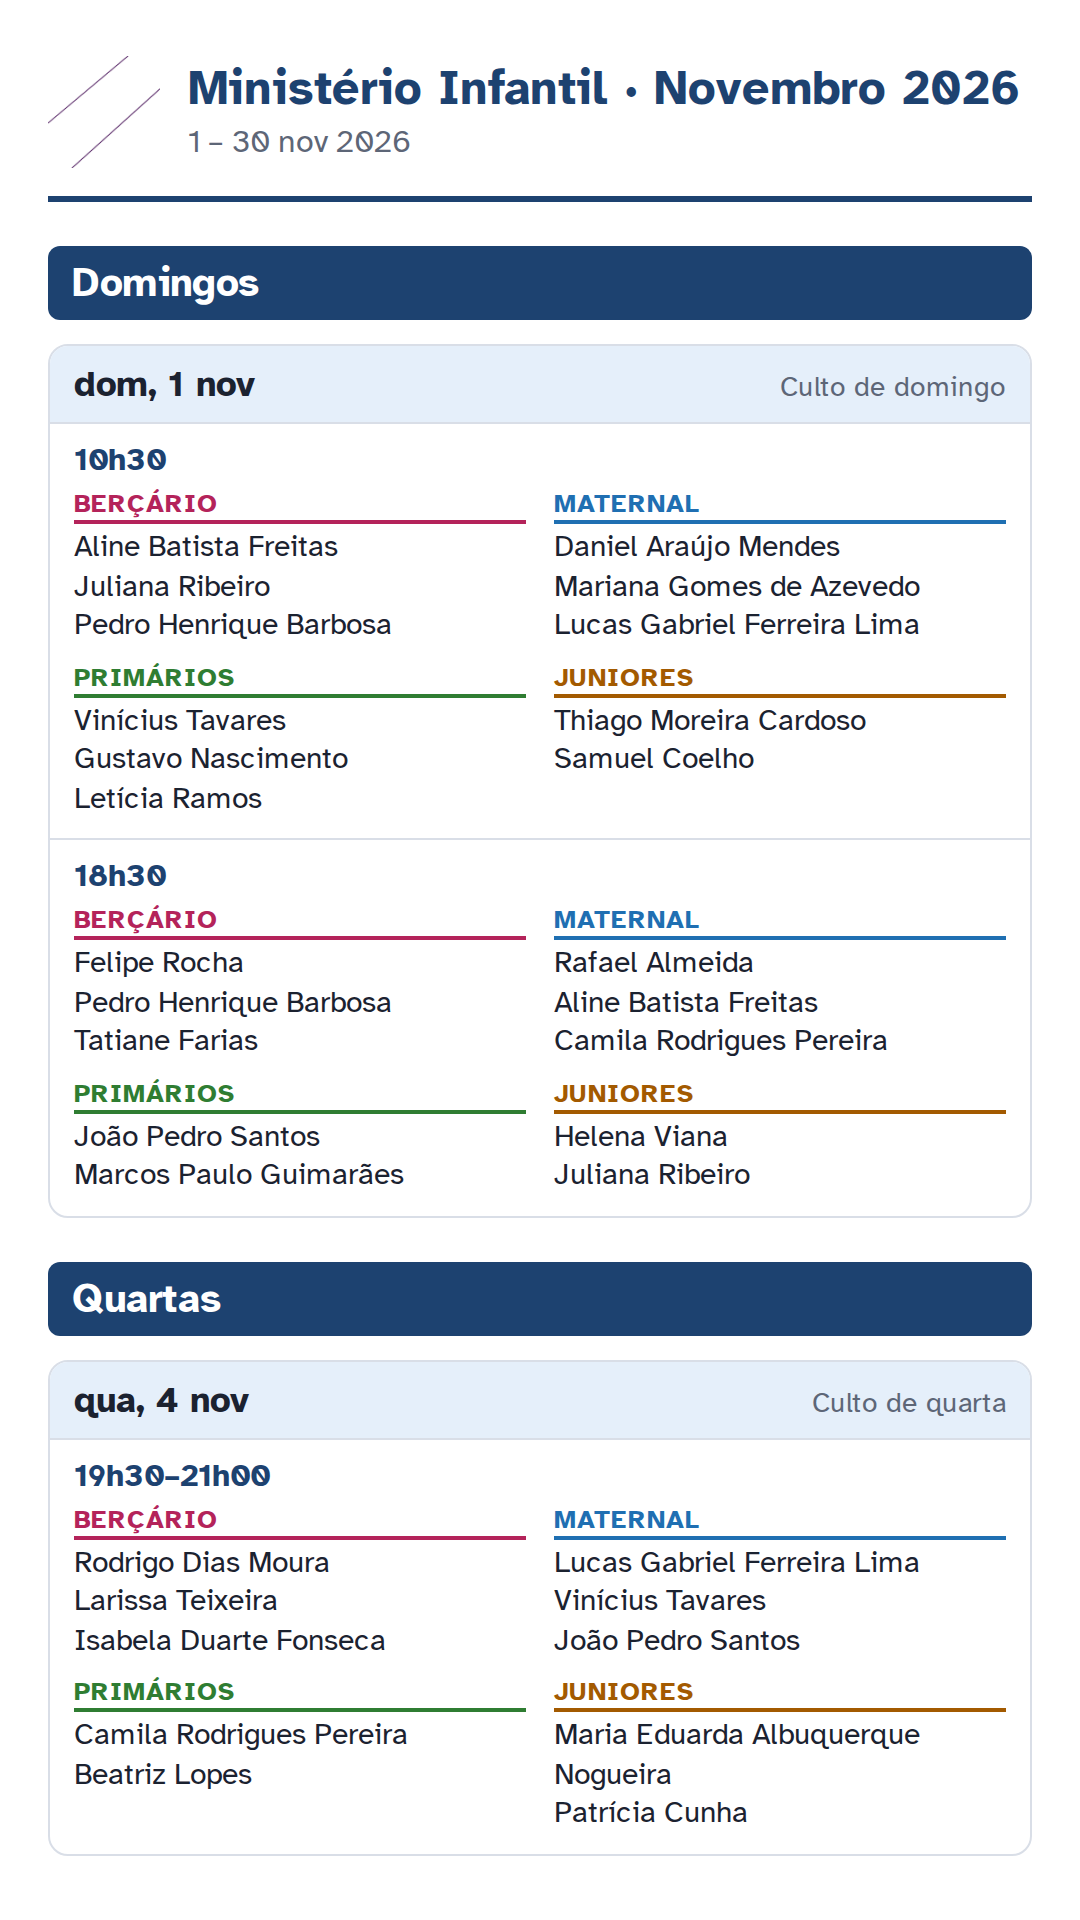 Ministério Infantil • Novembro 2026
1 – 30 nov 2026
Domingos
dom, 1 nov
Culto de domingo
10h30
BERÇÁRIO
Aline Batista Freitas
Juliana Ribeiro
Pedro Henrique Barbosa
MATERNAL
Daniel Araújo Mendes
Mariana Gomes de Azevedo
Lucas Gabriel Ferreira Lima
PRIMÁRIOS
Vinícius Tavares
Gustavo Nascimento
Letícia Ramos
JUNIORES
Thiago Moreira Cardoso
Samuel Coelho
18h30
BERÇÁRIO
Felipe Rocha
Pedro Henrique Barbosa
Tatiane Farias
MATERNAL
Rafael Almeida
Aline Batista Freitas
Camila Rodrigues Pereira
PRIMÁRIOS
João Pedro Santos
Marcos Paulo Guimarães
JUNIORES
Helena Viana
Juliana Ribeiro
Quartas
qua, 4 nov
Culto de quarta
19h30–21h00
BERÇÁRIO
Rodrigo Dias Moura
Larissa Teixeira
Isabela Duarte Fonseca
MATERNAL
Lucas Gabriel Ferreira Lima
Vinícius Tavares
João Pedro Santos
PRIMÁRIOS
Camila Rodrigues Pereira
Beatriz Lopes
JUNIORES
Maria Eduarda Albuquerque
Nogueira
Patrícia Cunha